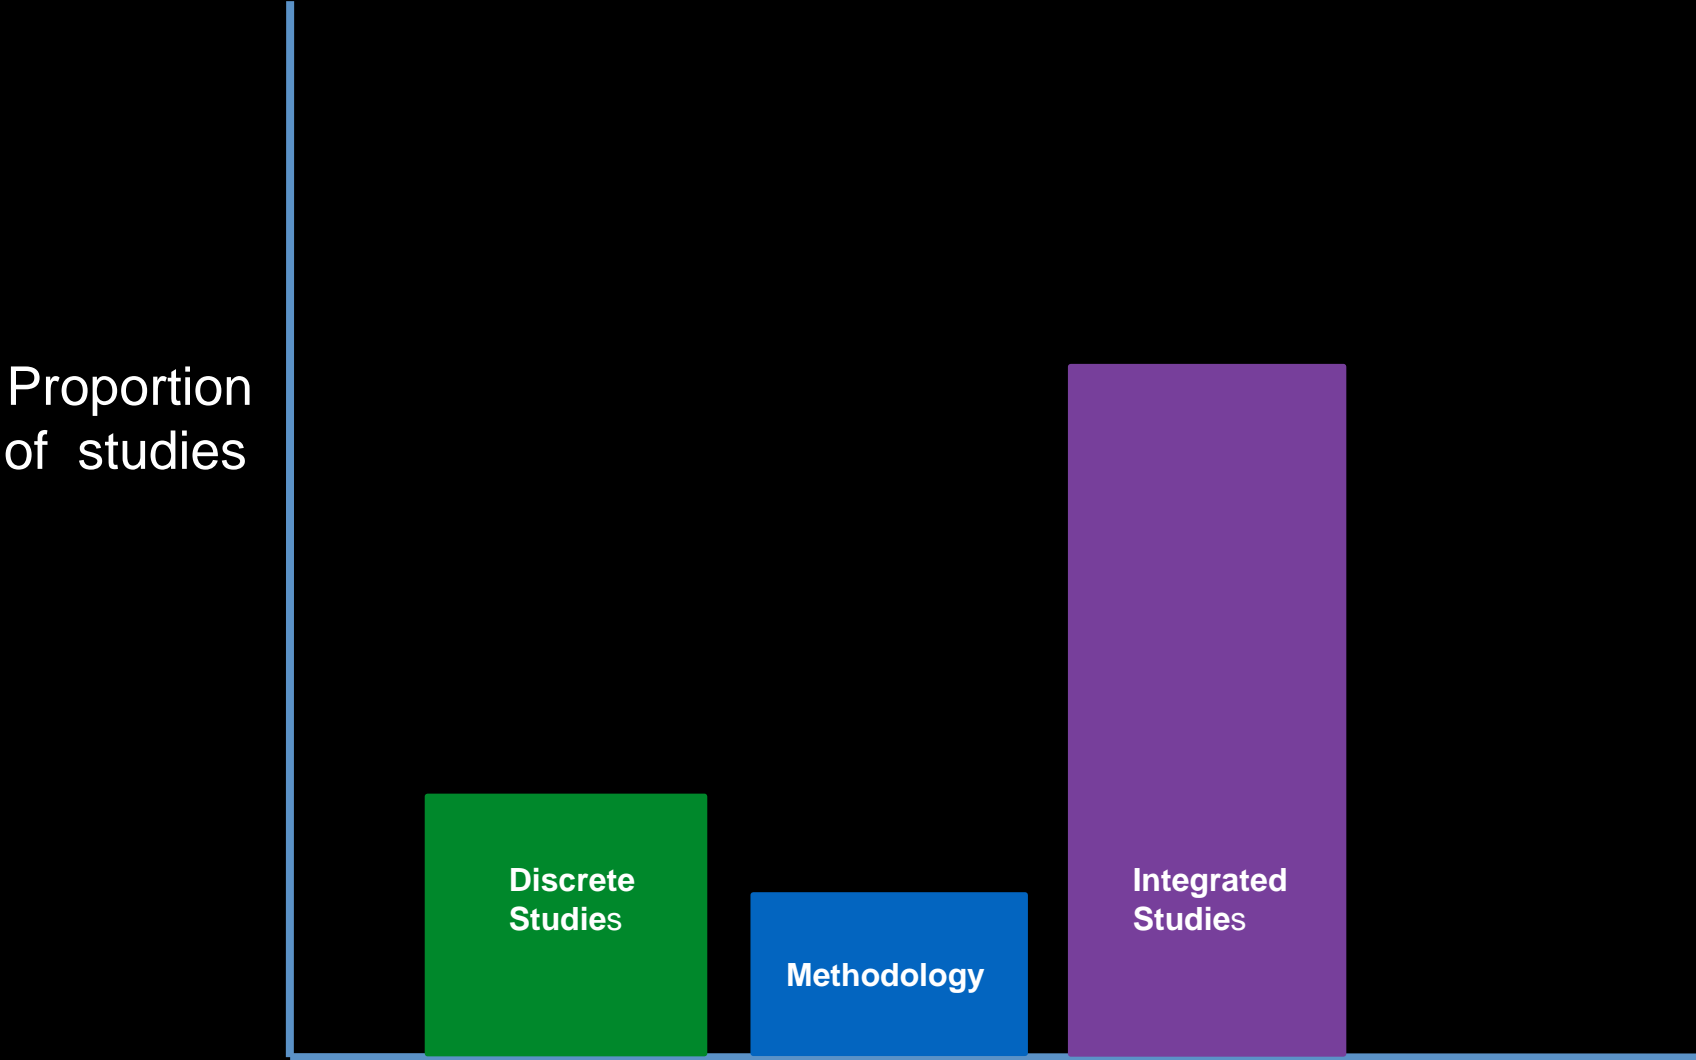 Proportion
of studies
Discrete
Studies
Methodology
Integrated
Studies